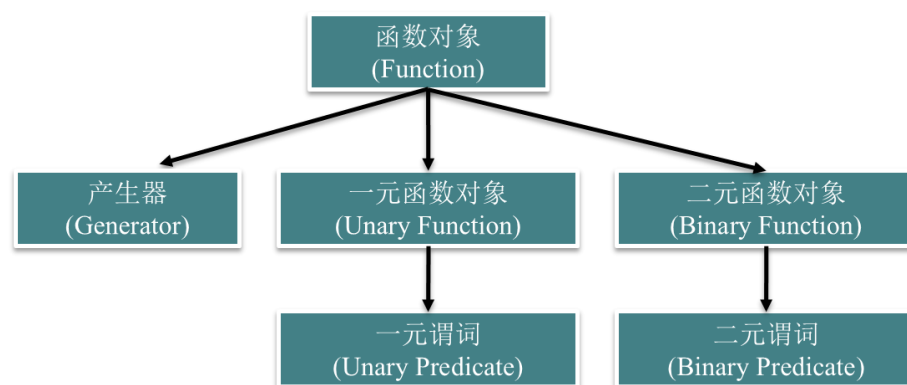 函数对象
(Function)
产生器
(Generator)
一元函数对象
(Unary Function)
二元函数对象
(Binary Function)
一元谓词
(Unary Predicate)
二元谓词
(Binary Predicate)